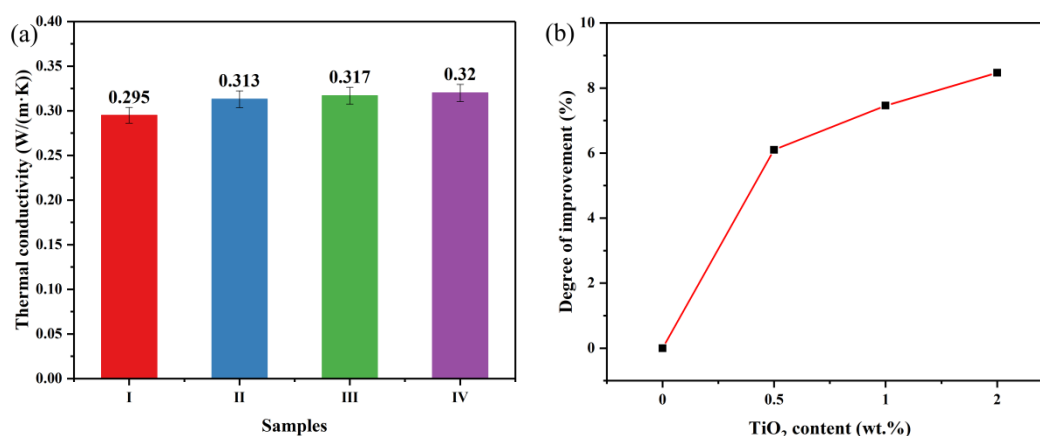 (a)
Thermal conductivity (W/(m·K))
0.40
0.35
0.30
0.25
0.20
0.15
0.10
0.05
0.00
0.295
0.313
0.317
0.32
I II III IV
Samples
(b)
Degree of improvement (%)
10
8
6
4
2
0
0 0.5 1 2
TiO2 content (wt.%)